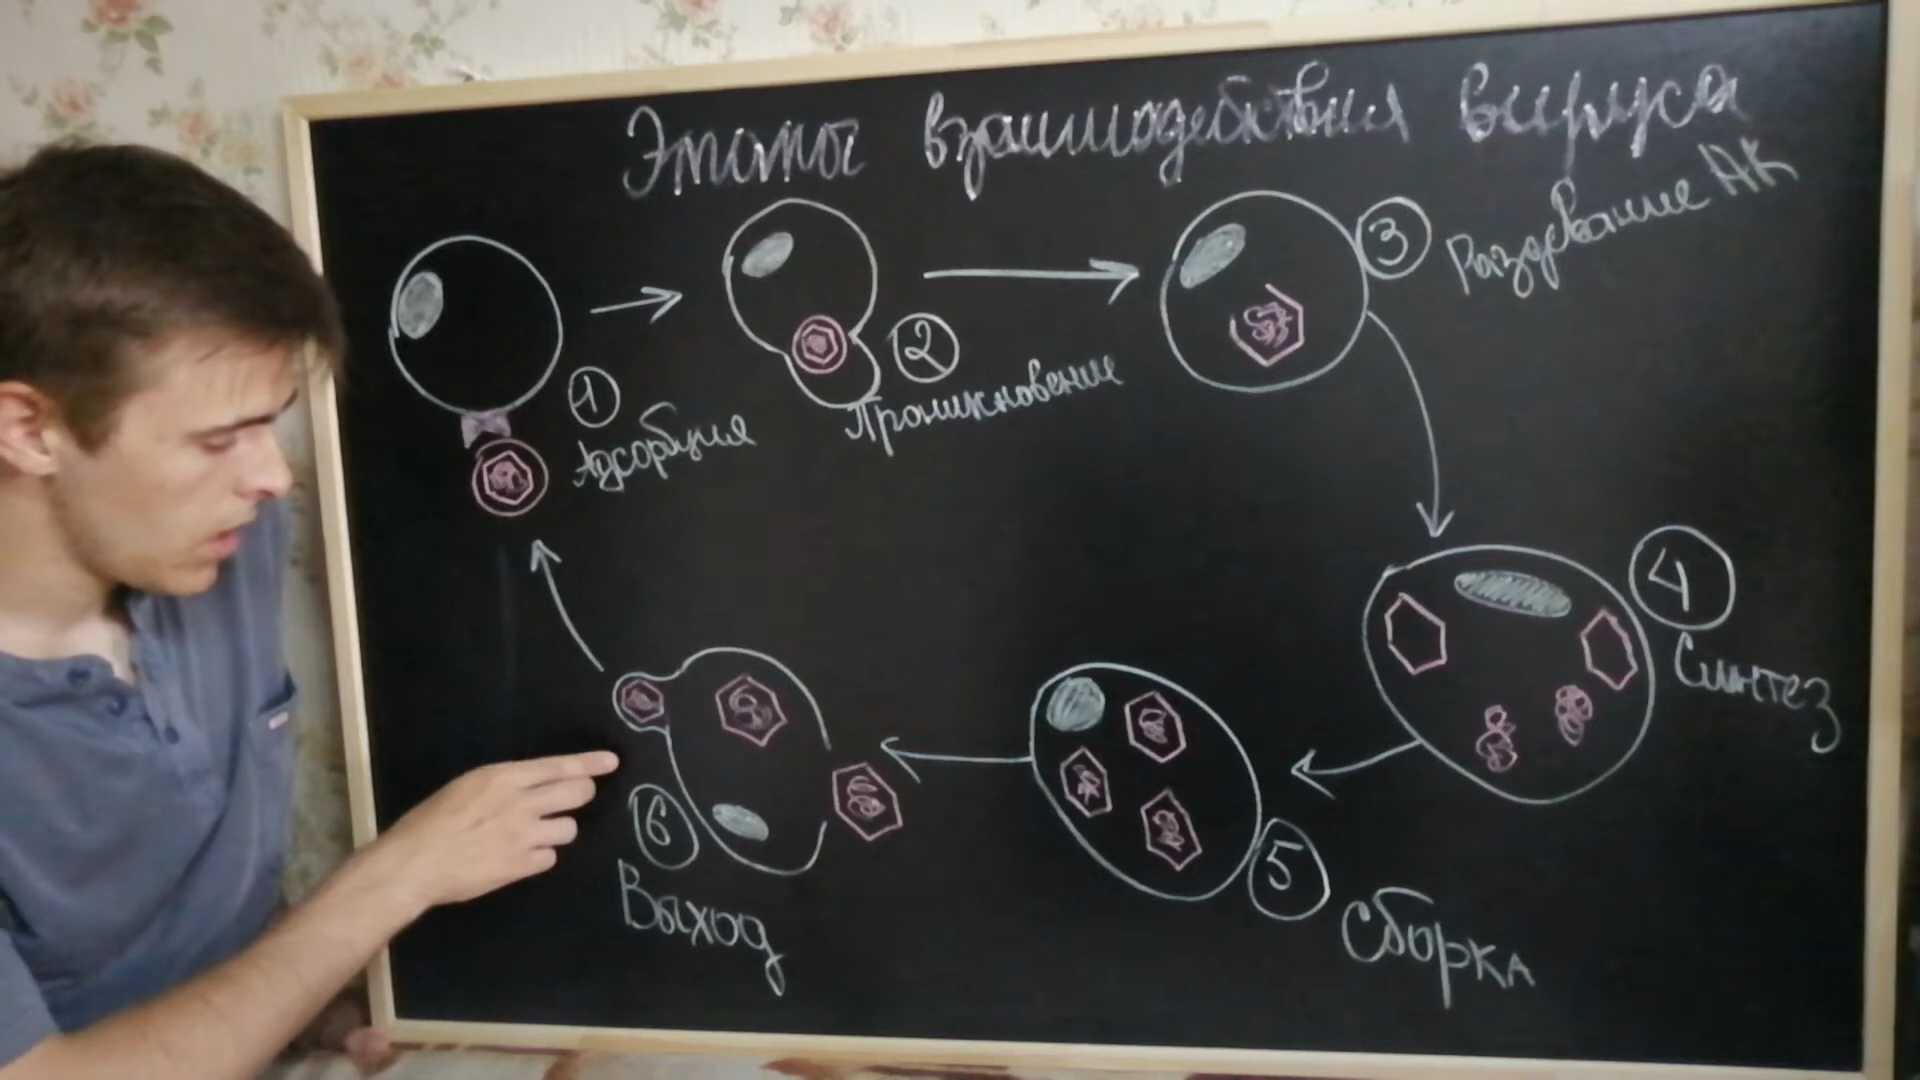 Этапы взаимодействия вируса
1
Адсорбция
2
Проникновение
3
Раздевание НК
4
Синтез
5
Сборка
6
Выход